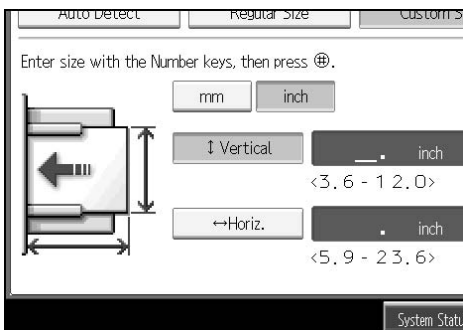 Auto Detect Regular Size Custom S
Enter size with the Number keys, then press ⊕.
mm inch
↕ Vertical __. inch
<3.6 - 12.0>
↔Horiz. . inch
<5.9 - 23.6>
System Statu